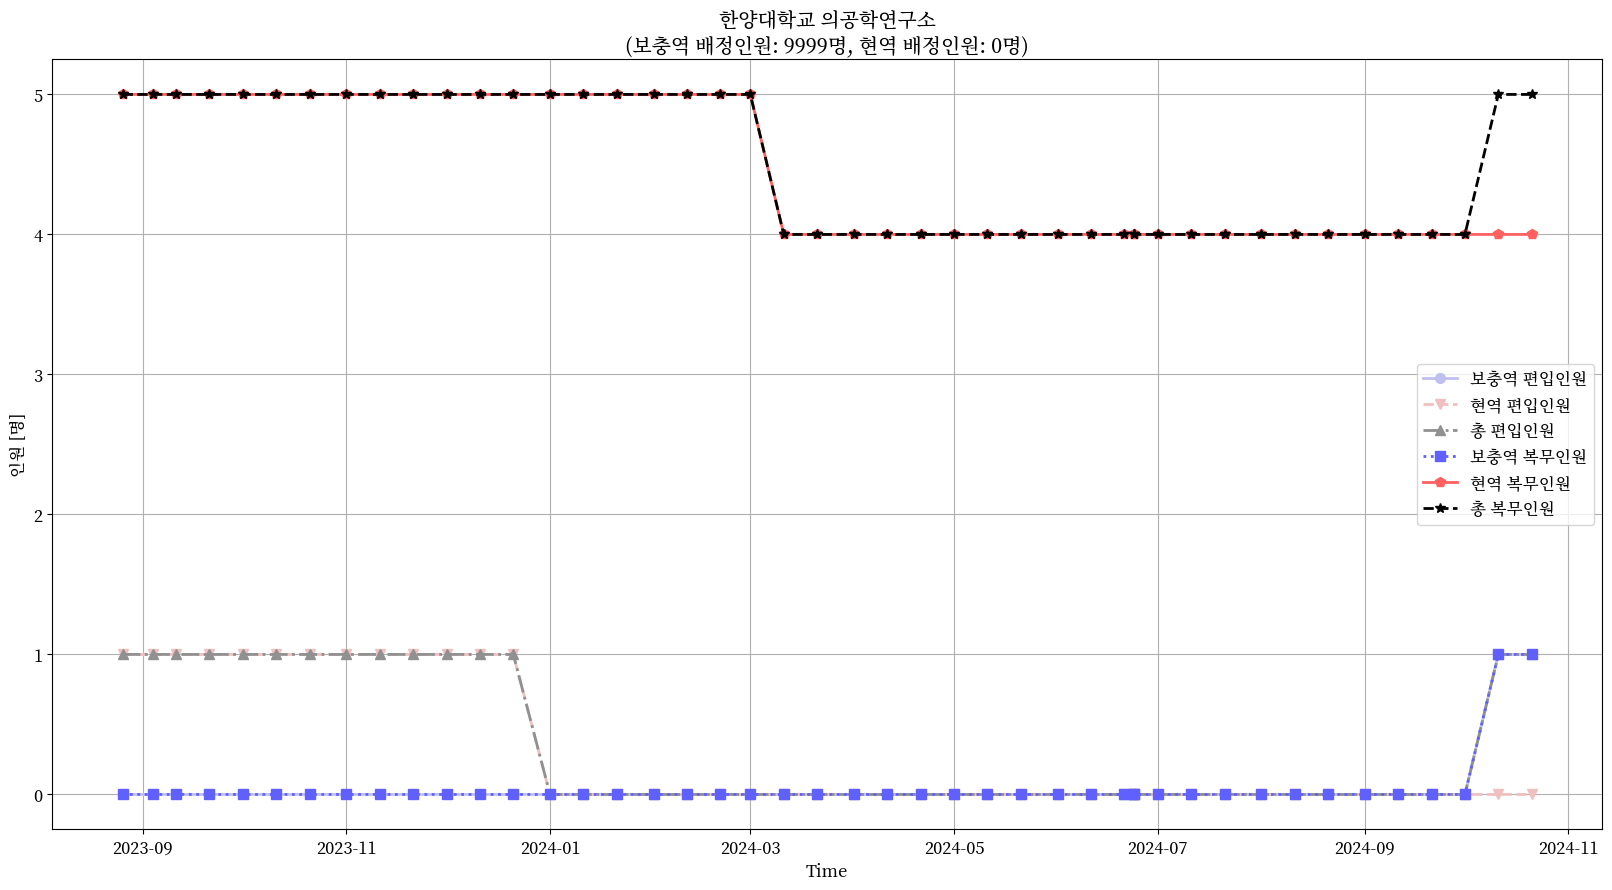 한양대학교 의공학연구소
(보충역 배정인원: 9999명, 현역 배정인원: 0명)
인원 [명]
5
4
3
2
1
0
보충역 편입인원
현역 편입인원
총 편입인원
보충역 복무인원
현역 복무인원
총 복무인원
2023-09
2023-11
2024-01
2024-03
2024-05
2024-07
2024-09
2024-11
Time